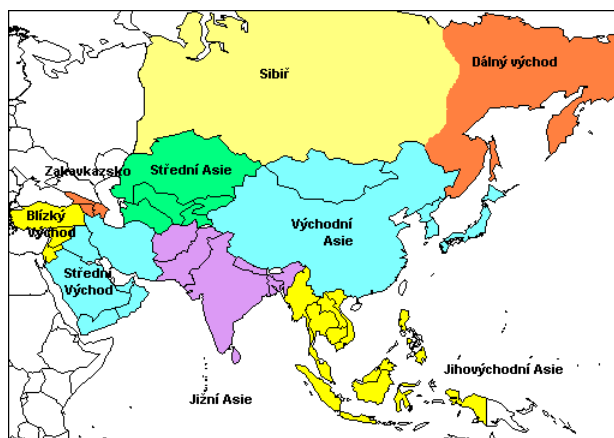 Dálný východ
Sibiř
Zakavkazsko
Střední Asie
Blízký
Východ
Východní
Asie
Střední
Východ
Jihovýchodní Asie
Jižní Asie